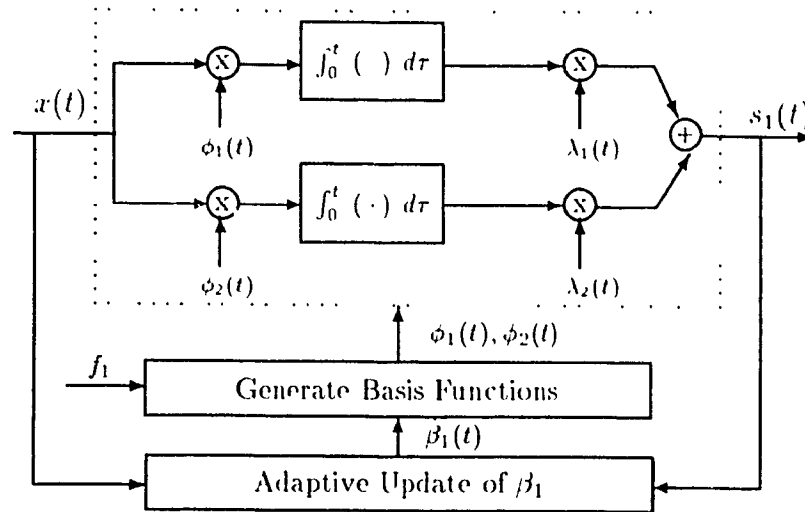 x(t)
X
∫₀ᵗ ( ) dτ
X
ϕ₁(t)
λ₁(t)
+
s₁(t)
X
∫₀ᵗ (·) dτ
X
ϕ₂(t)
λ₂(t)
ϕ₁(t), ϕ₂(t)
f₁
Generate Basis Functions
β₁(t)
Adaptive Update of β₁